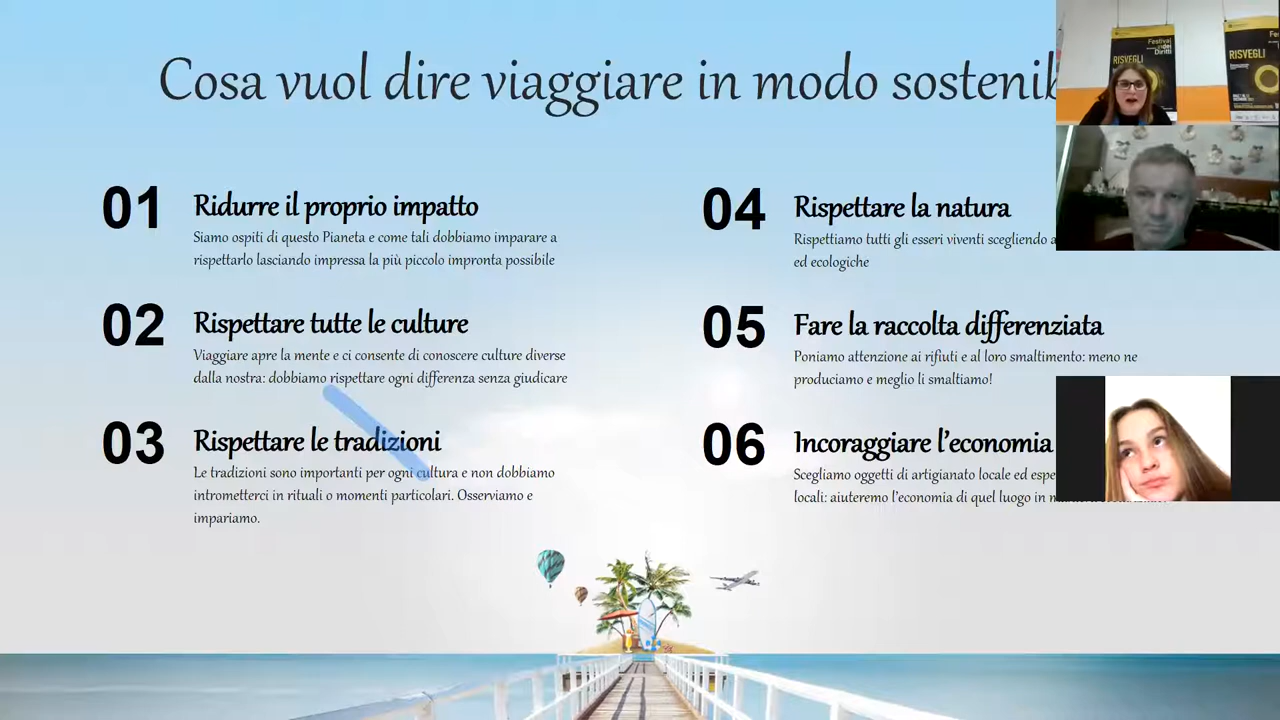 Cosa vuol dire viaggiare in modo sostenib
01
Ridurre il proprio impatto
Siamo ospiti di questo Pianeta e come tali dobbiamo imparare a
rispettarlo lasciando impressa la più piccolo impronta possibile
02
Rispettare tutte le culture
Viaggiare apre la mente e ci consente di conoscere culture diverse
dalla nostra: dobbiamo rispettare ogni differenza senza giudicare
03
Rispettare le tradizioni
Le tradizioni sono importanti per ogni cultura e non dobbiamo
intrometterci in rituali o momenti particolari. Osserviamo e
impariamo.
04
Rispettare la natura
Rispettiamo tutti gli esseri viventi scegliendo a
ed ecologiche
05
Fare la raccolta differenziata
Poniamo attenzione ai rifiuti e al loro smaltimento: meno ne
produciamo e meglio li smaltiamo!
06
Incoraggiare l'economia
Scegliamo oggetti di artigianato locale ed espe
locali: aiuteremo l'economia di quel luogo in
Festival
dei
Diritti
RISVEGLI
Festival
dei
Diritti
RISVEGLI